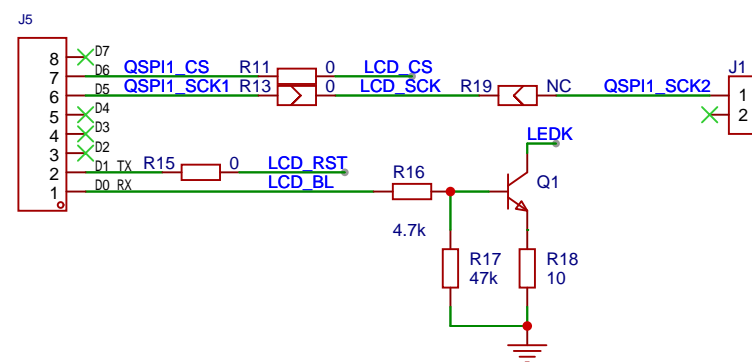 J5
8 D7
7 D6 QSPI1_CS R11 0 LCD_CS
6 D5 QSPI1_SCK1 R13 0 LCD_SCK R19 NC QSPI1_SCK2 1 J1
5 D4 2
4 D3
3 D2
2 D1 TX R15 0 LCD_RST
1 D0 RX LCD_BL R16 4.7k
LEDK
Q1
R17 R18
47k 10